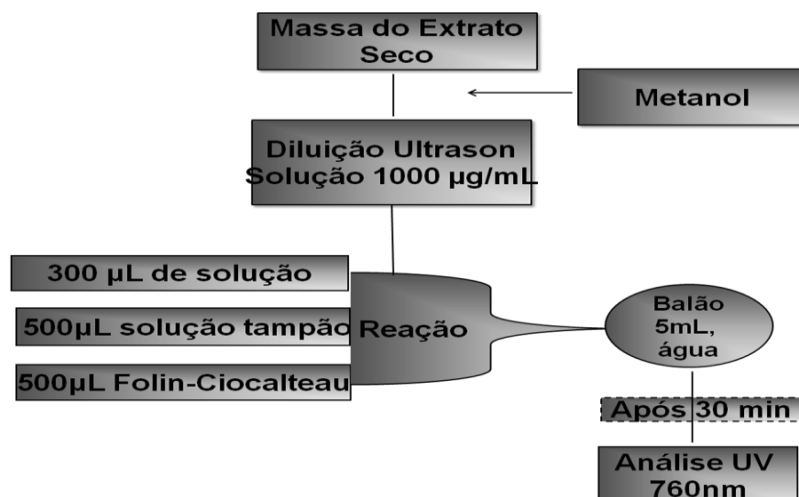 Massa do Extrato
Seco
Metanol
Diluição Ultrason
Solução 1000 µg/mL
300 µL de solução
500µL solução tampão
500µL Folin-Ciocalteau
Reação
Balão
5mL,
água
Após 30 min
Análise UV
760nm